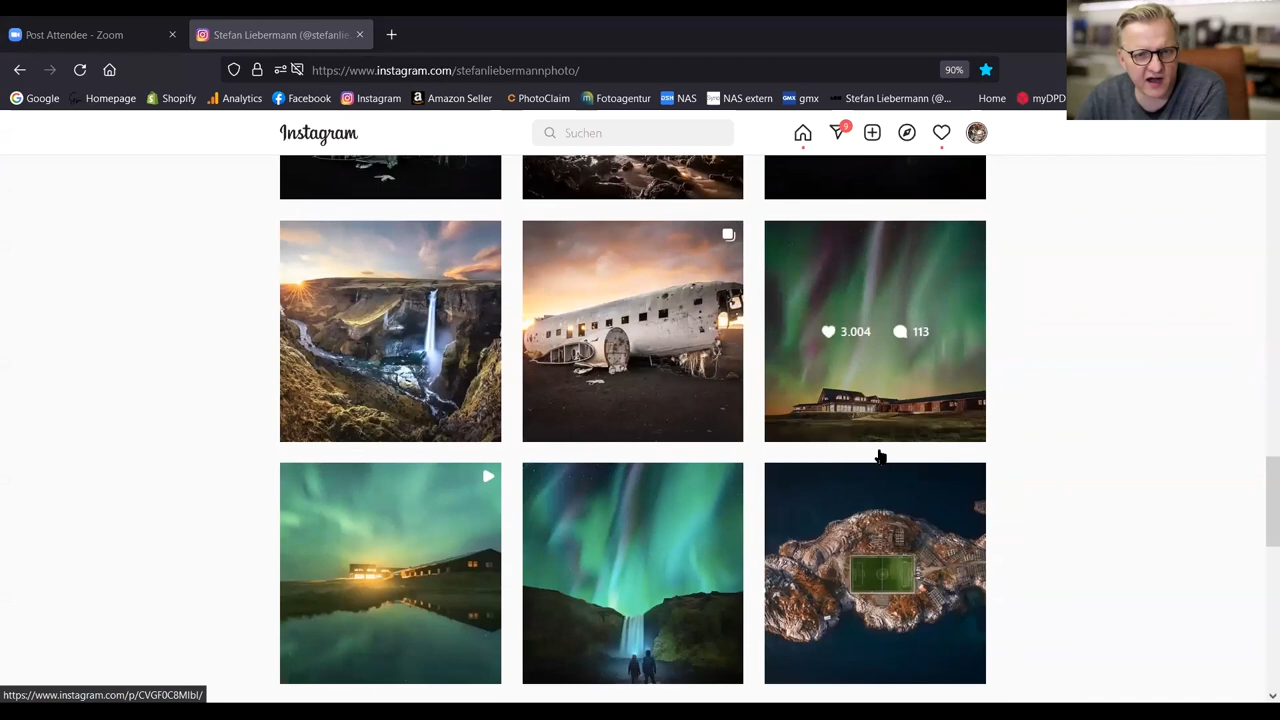 Post Attendee - Zoom
Stefan Liebermann (@stefanlie
https://www.instagram.com/stefanliebermannphoto/
90%
Google
Homepage
Shopify
Analytics
Facebook
Instagram
Amazon Seller
PhotoClaim
Fotoagentur
NAS
NAS extern
gmx
Stefan Liebermann (@...
Home
myDPD
Instagram
Suchen
9
3.004
113
https://www.instagram.com/p/CVGF0C8MlbI/